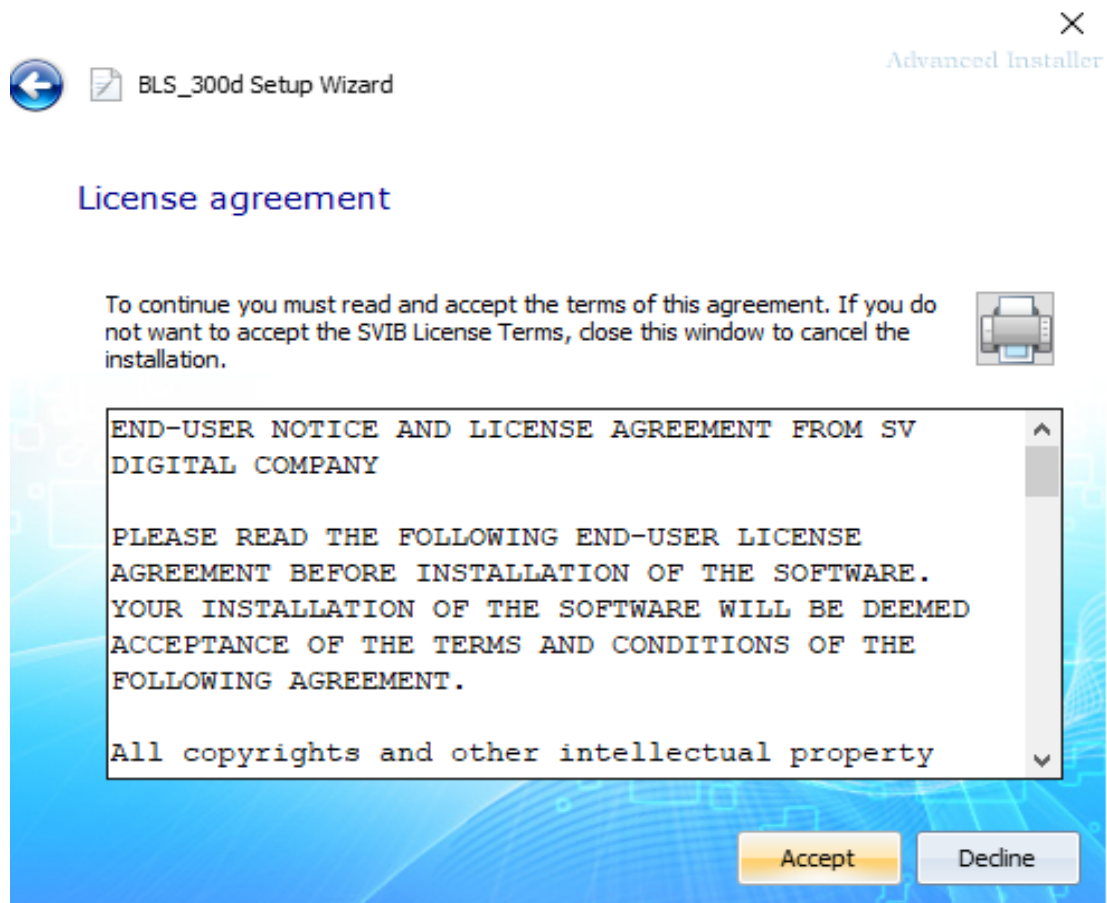 Advanced Installer
BLS_300d Setup Wizard
License agreement
To continue you must read and accept the terms of this agreement. If you do
not want to accept the SVIB License Terms, close this window to cancel the
installation.
END-USER NOTICE AND LICENSE AGREEMENT FROM SV
DIGITAL COMPANY
PLEASE READ THE FOLLOWING END-USER LICENSE
AGREEMENT BEFORE INSTALLATION OF THE SOFTWARE.
YOUR INSTALLATION OF THE SOFTWARE WILL BE DEEMED
ACCEPTANCE OF THE TERMS AND CONDITIONS OF THE
FOLLOWING AGREEMENT.
All copyrights and other intellectual property
Accept
Decline